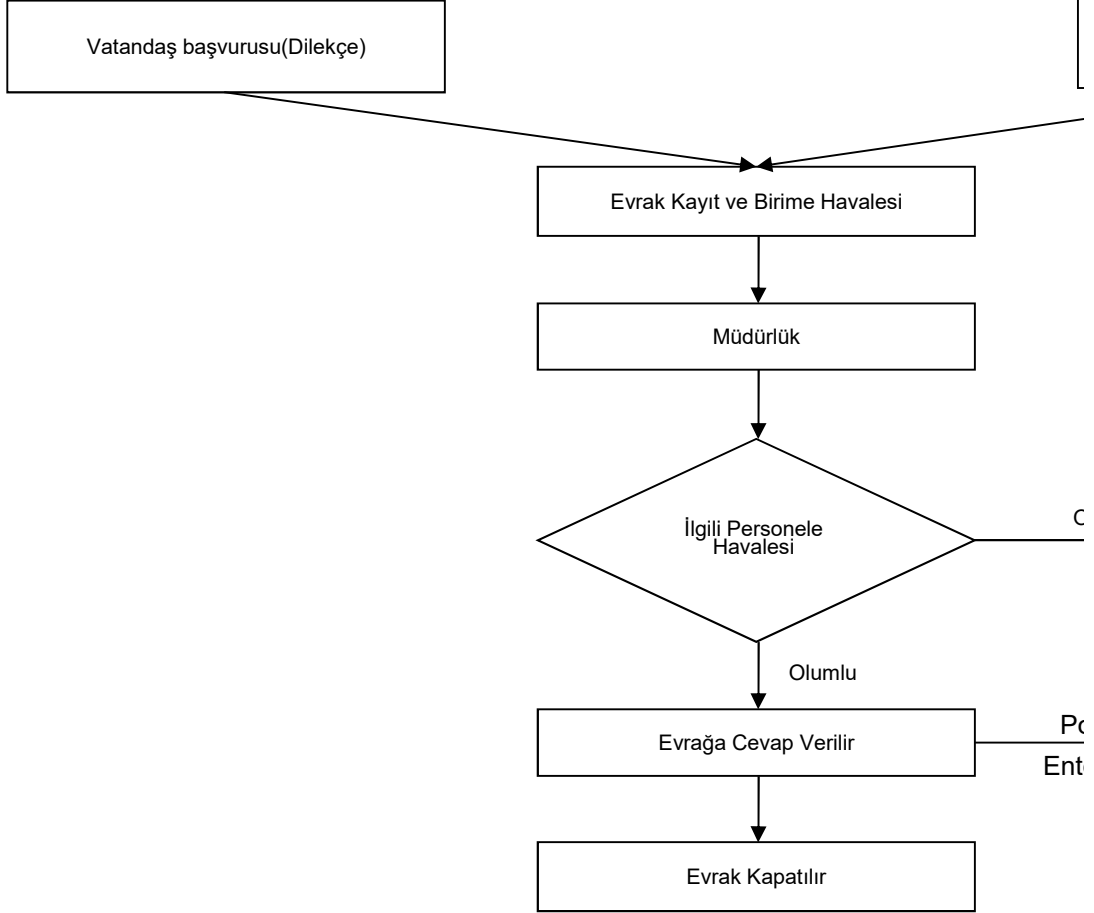 Vatandaş başvurusu(Dilekçe)
Evrak Kayıt ve Birime Havalesi
Müdürlük
İlgili Personele
Havalesi
Olumlu
Evrağa Cevap Verilir
Evrak Kapatılır